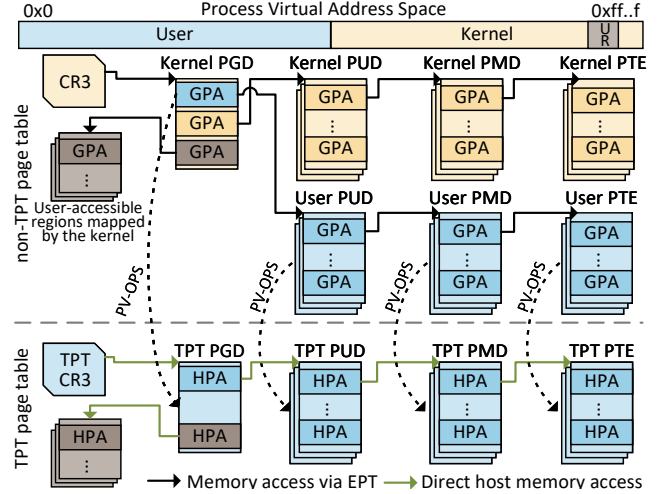 0x0 Process Virtual Address Space 0xff..f
User Kernel UR
Kernel PGD Kernel PUD Kernel PMD Kernel PTE
CR3
GPA GPA GPA GPA
GPA
GPA GPA
⋮ ⋮ ⋮ ⋮
GPA GPA GPA GPA
User-accessible
regions mapped
by the kernel
non-TPT page table
User PUD User PMD User PTE
GPA GPA GPA
⋮ ⋮ ⋮
GPA GPA GPA
PV-OPS PV-OPS PV-OPS PV-OPS
TPT PGD TPT PUD TPT PMD TPT PTE
TPT
CR3
HPA HPA HPA HPA
⋮ ⋮ ⋮
HPA HPA HPA HPA HPA
⋮
TPT page table
Memory access via EPT Direct host memory access